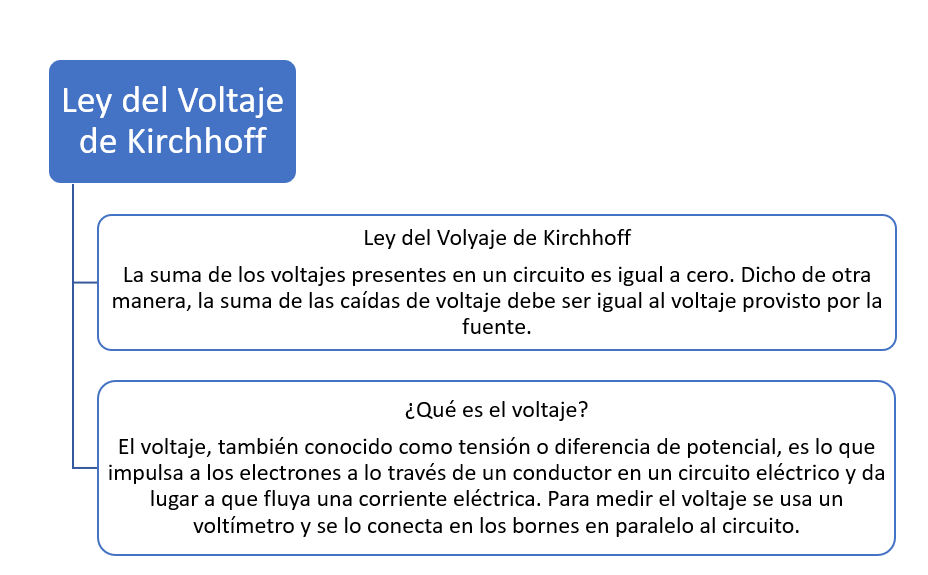 Ley del Voltaje
de Kirchhoff
Ley del Volyaje de Kirchhoff
La suma de los voltajes presentes en un circuito es igual a cero. Dicho de otra
manera, la suma de las caídas de voltaje debe ser igual al voltaje provisto por la
fuente.
¿Qué es el voltaje?
El voltaje, también conocido como tensión o diferencia de potencial, es lo que
impulsa a los electrones a lo través de un conductor en un circuito eléctrico y da
lugar a que fluya una corriente eléctrica. Para medir el voltaje se usa un
voltímetro y se lo conecta en los bornes en paralelo al circuito.